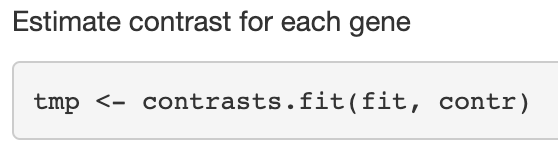 Estimate contrast for each gene
tmp <- contrasts.fit(fit, contr)